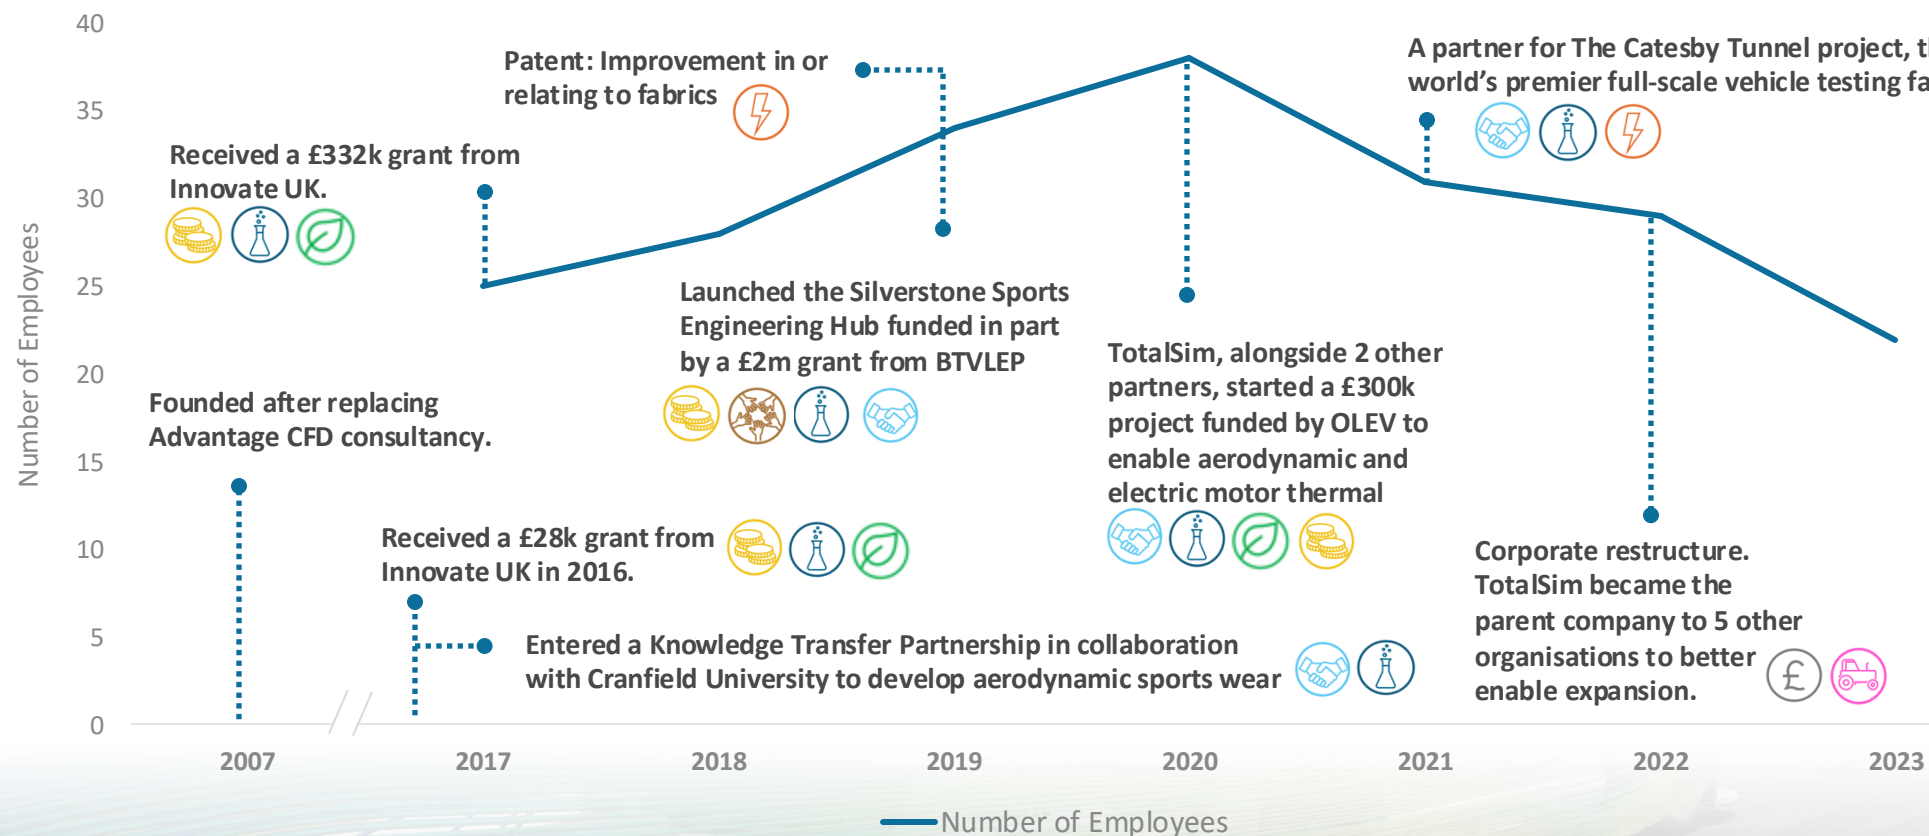 40
35
30
25
20
15
10
5
0
Number of Employees
Patent: Improvement in or
relating to fabrics
A partner for The Catesby Tunnel project,
world's premier full-scale vehicle testing
Received a £332k grant from
Innovate UK.
Launched the Silverstone Sports
Engineering Hub funded in part
by a £2m grant from BTVLEP
TotalSim, alongside 2 other
partners, started a £300k
project funded by OLEV to
enable aerodynamic and
electric motor thermal
Founded after replacing
Advantage CFD consultancy.
Received a £28k grant from
Innovate UK in 2016.
Entered a Knowledge Transfer Partnership in collaboration
with Cranfield University to develop aerodynamic sports wear
Corporate restructure.
TotalSim became the
parent company to 5 other
organisations to better
enable expansion.
£
2007 2017 2018 2019 2020 2021 2022 2023
Number of Employees